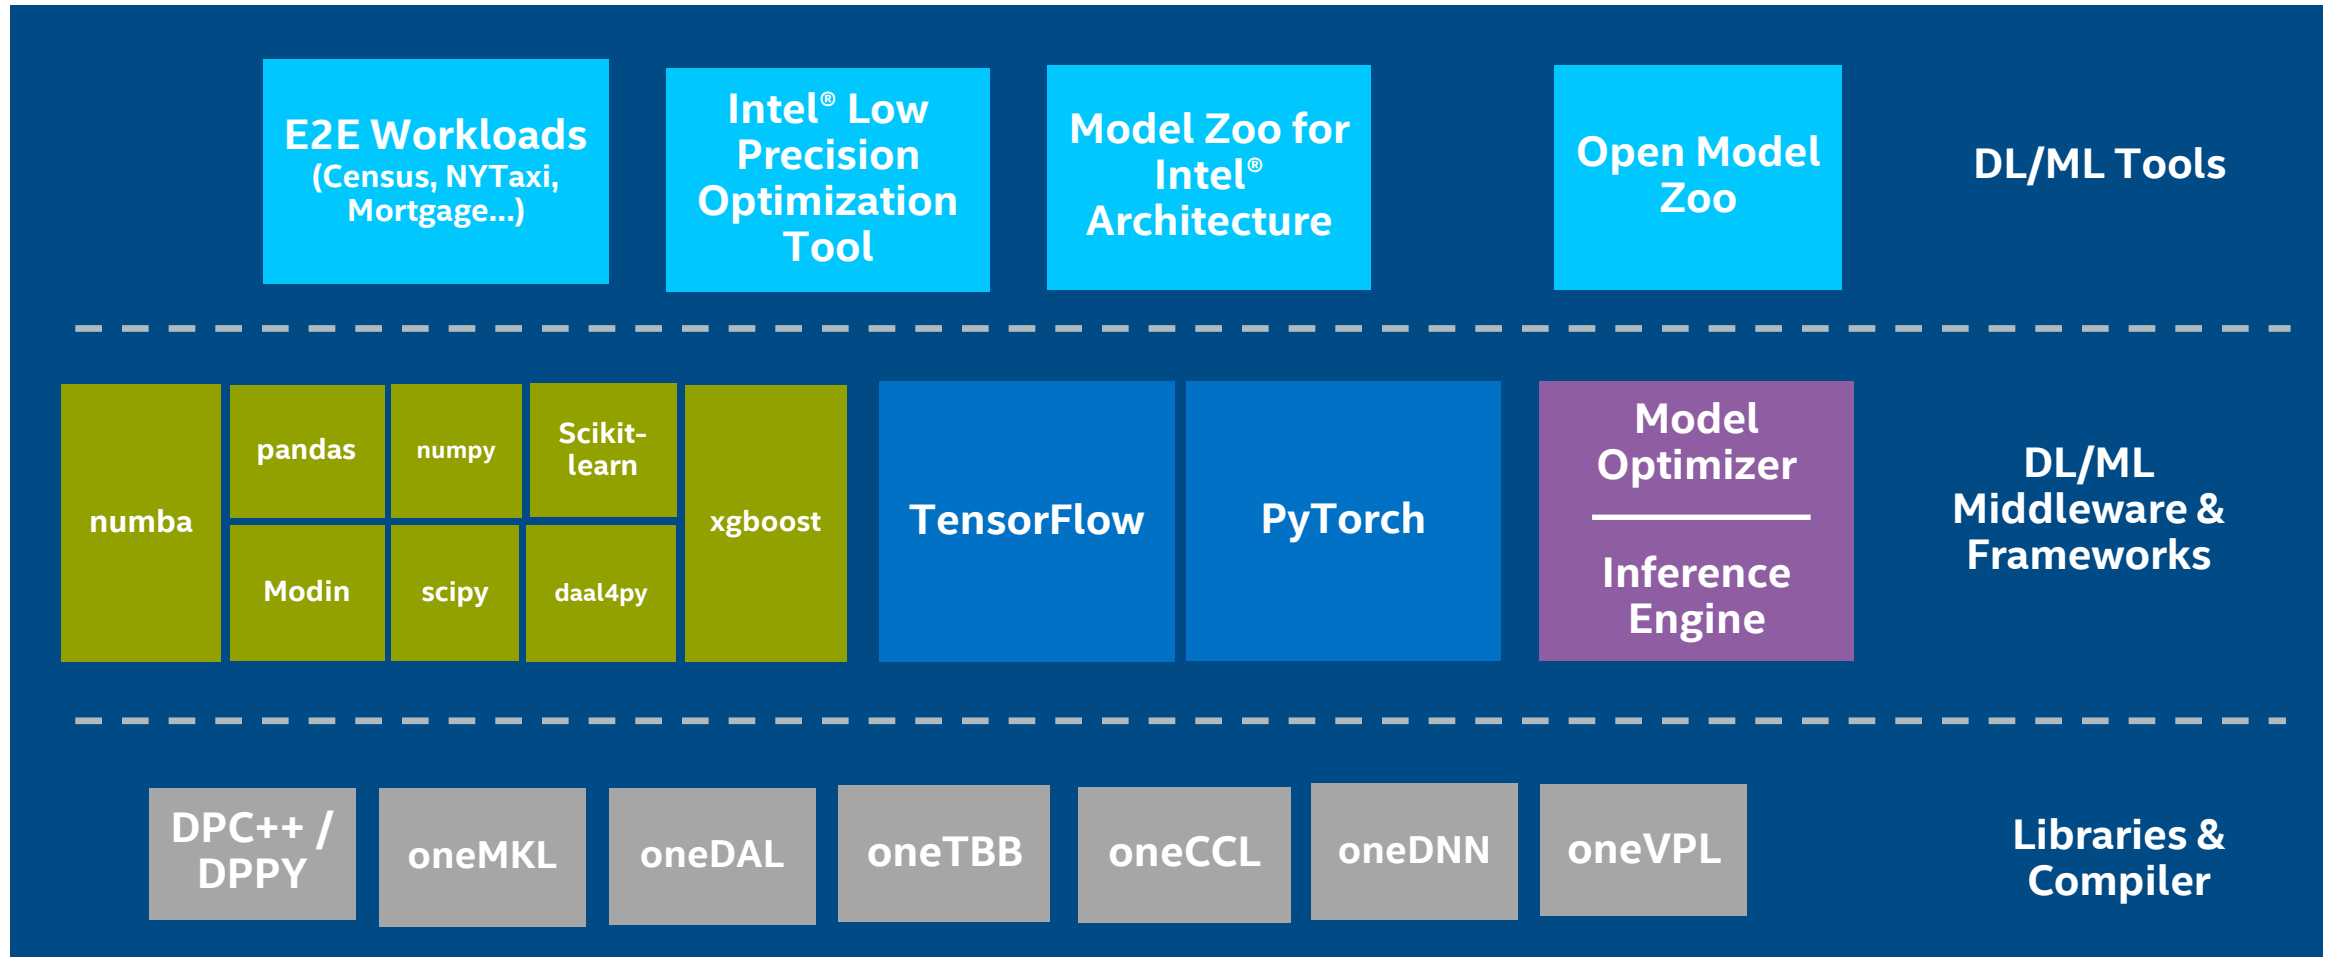 E2E Workloads
(Census, NYTaxi,
Mortgage...)
Intel® Low
Precision
Optimization
Tool
Model Zoo for
Intel®
Architecture
Open Model
Zoo
DL/ML Tools
numba
pandas
numpy
Scikit-
learn
Modin
scipy
daal4py
xgboost
TensorFlow
PyTorch
Model
Optimizer
Inference
Engine
DL/ML
Middleware &
Frameworks
DPC++ /
DPPY
oneMKL
oneDAL
oneTBB
oneCCL
oneDNN
oneVPL
Libraries &
Compiler